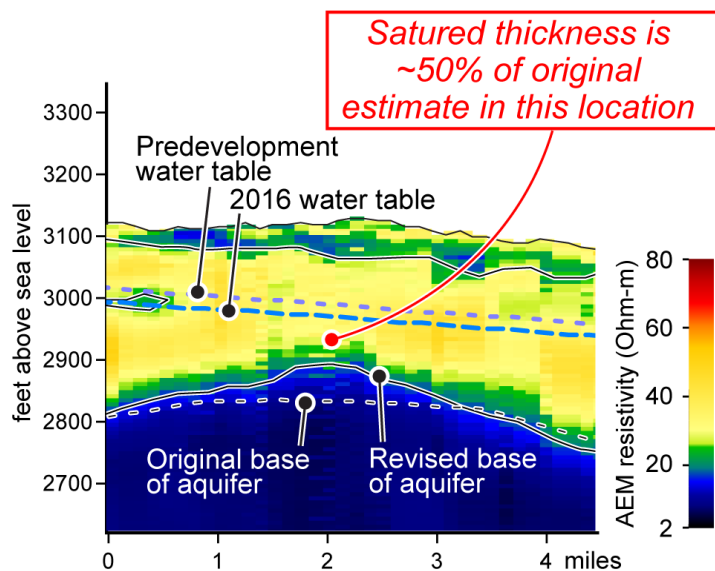 Satured thickness is
~50% of original
estimate in this location
Predevelopment
water table
2016 water table
3300
3200
3100
3000
2900
2800
2700
feet above sea level
Original base
of aquifer
Revised base
of aquifer
0
1
2
3
4
miles
80
60
40
20
2
AEM resistivity (Ohm-m)